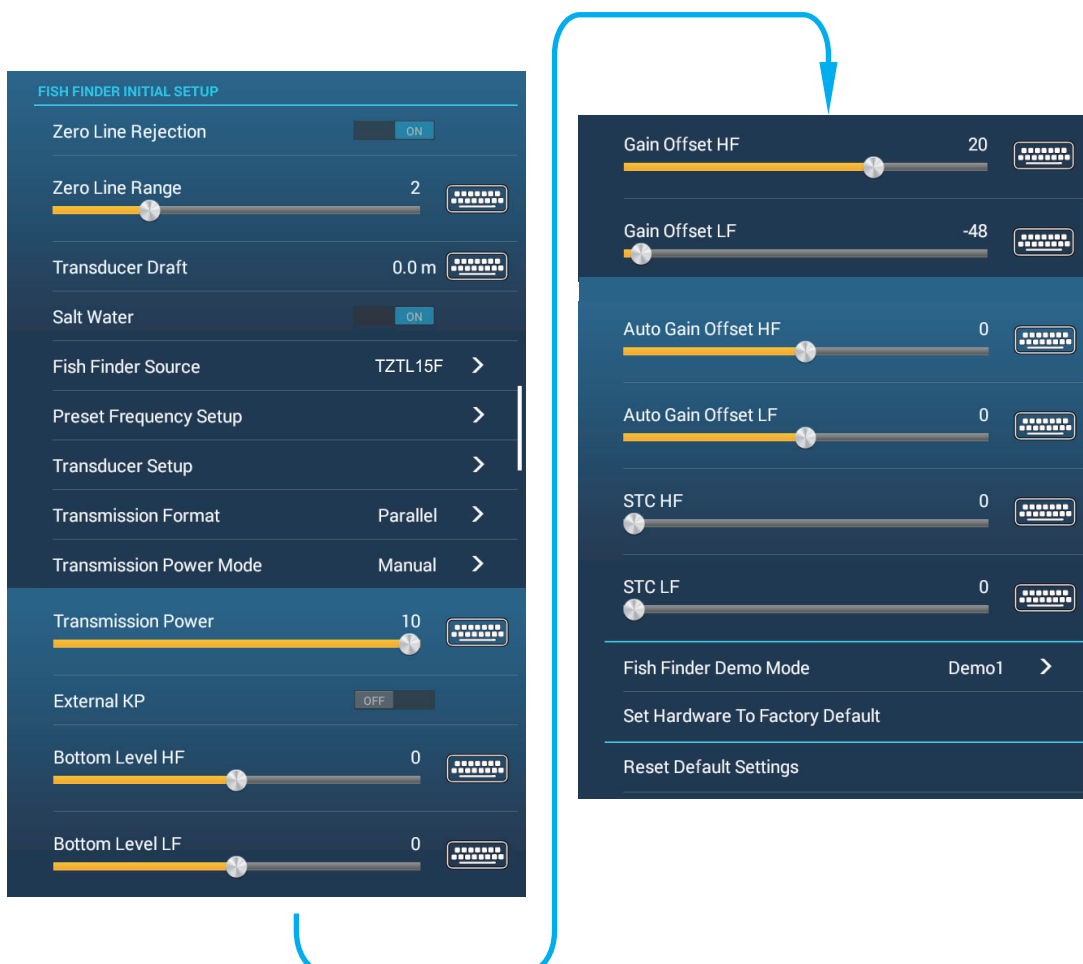 FISH FINDER INITIAL SETUP
Zero Line Rejection ON
Zero Line Range 2
Transducer Draft 0.0 m
Salt Water ON
Fish Finder Source TZTL15F
Preset Frequency Setup
Transducer Setup
Transmission Format Parallel
Transmission Power Mode Manual
Transmission Power 10
External KP OFF
Bottom Level HF 0
Bottom Level LF 0
Gain Offset HF 20
Gain Offset LF -48
Auto Gain Offset HF 0
Auto Gain Offset LF 0
STC HF 0
STC LF 0
Fish Finder Demo Mode Demo1
Set Hardware To Factory Default
Reset Default Settings